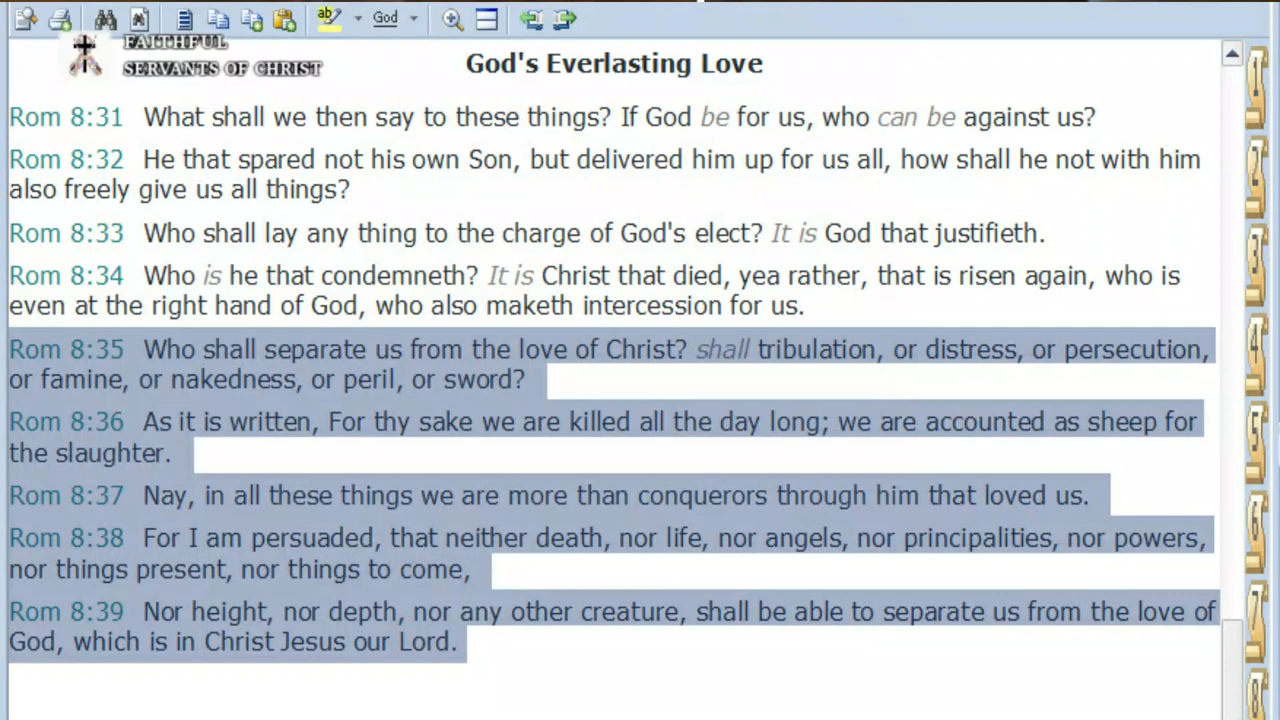 God
FAITHFUL
SERVANTS OF CHRIST
God's Everlasting Love
Rom 8:31 What shall we then say to these things? If God be for us, who can be against us?
Rom 8:32 He that spared not his own Son, but delivered him up for us all, how shall he not with him
also freely give us all things?
Rom 8:33 Who shall lay any thing to the charge of God's elect? It is God that justifieth.
Rom 8:34 Who is he that condemneth? It is Christ that died, yea rather, that is risen again, who is
even at the right hand of God, who also maketh intercession for us.
Rom 8:35 Who shall separate us from the love of Christ? shall tribulation, or distress, or persecution,
or famine, or nakedness, or peril, or sword?
Rom 8:36 As it is written, For thy sake we are killed all the day long; we are accounted as sheep for
the slaughter.
Rom 8:37 Nay, in all these things we are more than conquerors through him that loved us.
Rom 8:38 For I am persuaded, that neither death, nor life, nor angels, nor principalities, nor powers,
nor things present, nor things to come,
Rom 8:39 Nor height, nor depth, nor any other creature, shall be able to separate us from the love of
God, which is in Christ Jesus our Lord.
1
2
3
4
5
6
7
8